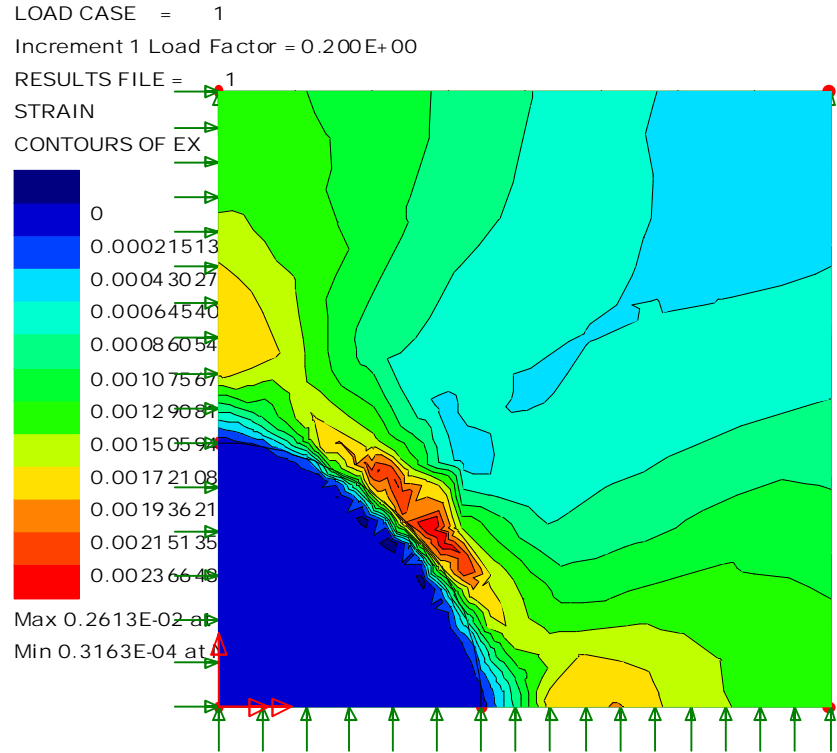 LOAD CASE = 1
Increment 1 Load Factor = 0.200E+00
RESULTS FILE = 1
STRAIN
CONTOURS OF EX
0
0.00021513
0.00043027
0.00064540
0.00086054
0.00107567
0.00129081
0.00150594
0.00172108
0.00193621
0.00215135
0.00236648
Max 0.2613E-02 at
Min 0.3163E-04 at